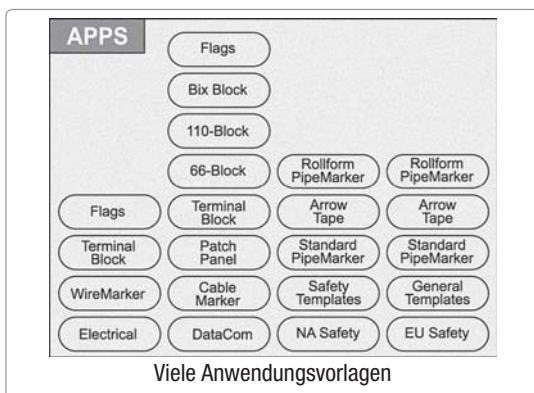 APPS
Flags
Bix Block
110-Block
66-Block
Rollform
PipeMarker
Rollform
PipeMarker
Flags
Terminal
Block
Arrow
Tape
Arrow
Tape
Terminal
Block
Patch
Panel
Standard
PipeMarker
Standard
PipeMarker
WireMarker
Cable
Marker
Safety
Templates
General
Templates
Electrical
DataCom
NA Safety
EU Safety
Viele Anwendungsvorlagen